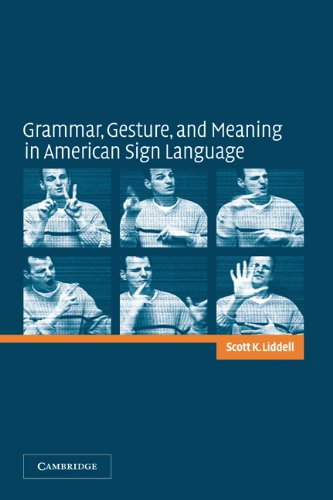 Grammar, Gesture, and Meaning
in American Sign Language
Scott K. Liddell
CAMBRIDGE